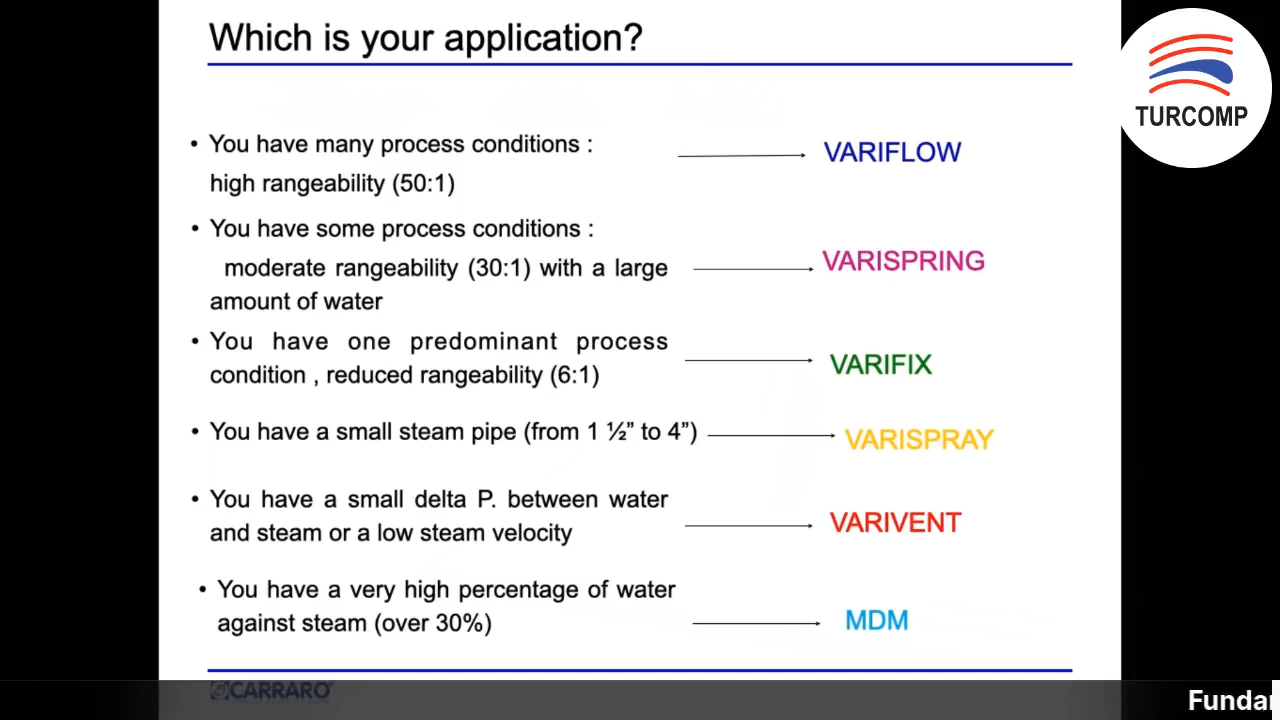 Which is your application?
TURCOMP
• You have many process conditions :
high rangeability (50:1)
VARIFLOW
• You have some process conditions :
moderate rangeability (30:1) with a large
amount of water
VARISPRING
• You have one predominant process
condition , reduced rangeability (6:1)
VARIFIX
• You have a small steam pipe (from 1 ½” to 4”)
VARISPRAY
• You have a small delta P. between water
and steam or a low steam velocity
VARIVENT
• You have a very high percentage of water
against steam (over 30%)
MDM
CARRARO